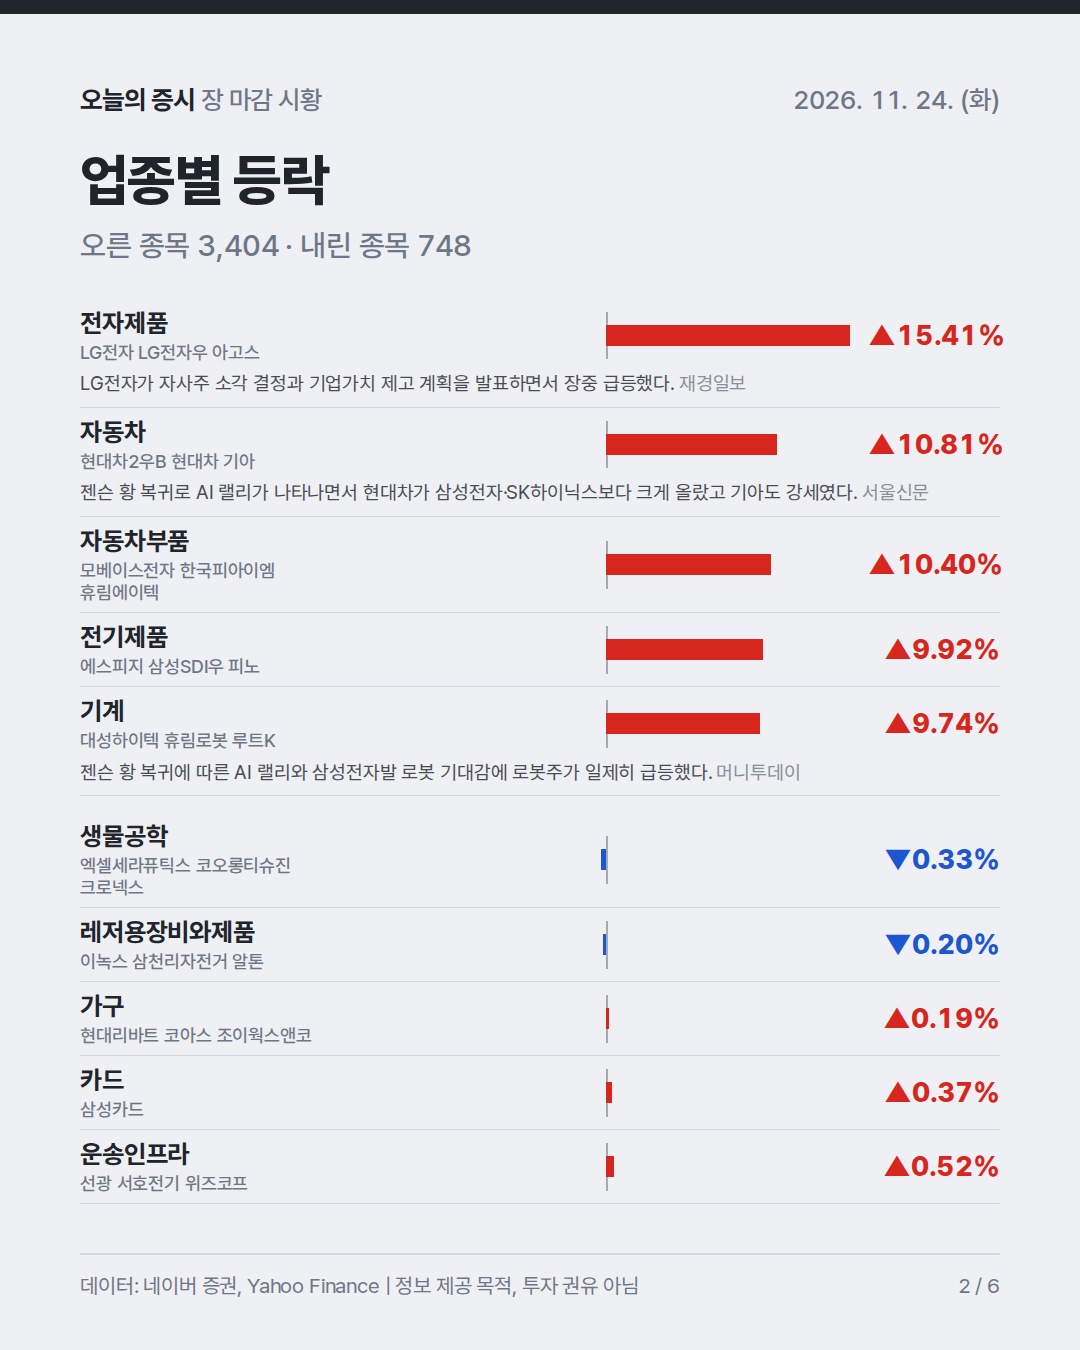 오늘의 증시 장 마감 시황
2026. 11. 24. (화)
업종별 등락
오른 종목 3,404 · 내린 종목 748
전자제품
LG전자 LG전자우 아고스
▲15.41%
LG전자가 자사주 소각 결정과 기업가치 제고 계획을 발표하면서 장중 급등했다. 재경일보
자동차
현대차2우B 현대차 기아
▲10.81%
젠슨 황 복귀로 AI 랠리가 나타나면서 현대차가 삼성전자·SK하이닉스보다 크게 올랐고 기아도 강세였다. 서울신문
자동차부품
모베이스전자 한국피아이엠
휴림에이텍
▲10.40%
전기제품
에스피지 삼성SDI우 피노
▲9.92%
기계
대성하이텍 휴림로봇 루트K
▲9.74%
젠슨 황 복귀에 따른 AI 랠리와 삼성전자발 로봇 기대감에 로봇주가 일제히 급등했다. 머니투데이
생물공학
엑셀세라퓨틱스 코오롱티슈진
크로넥스
▼0.33%
레저용장비와제품
이녹스 삼천리자전거 알톤
▼0.20%
가구
현대리바트 코아스 조이웍스앤코
▲0.19%
카드
삼성카드
▲0.37%
운송인프라
선광 서호전기 위즈코프
▲0.52%
데이터: 네이버 증권, Yahoo Finance | 정보 제공 목적, 투자 권유 아님
2 / 6